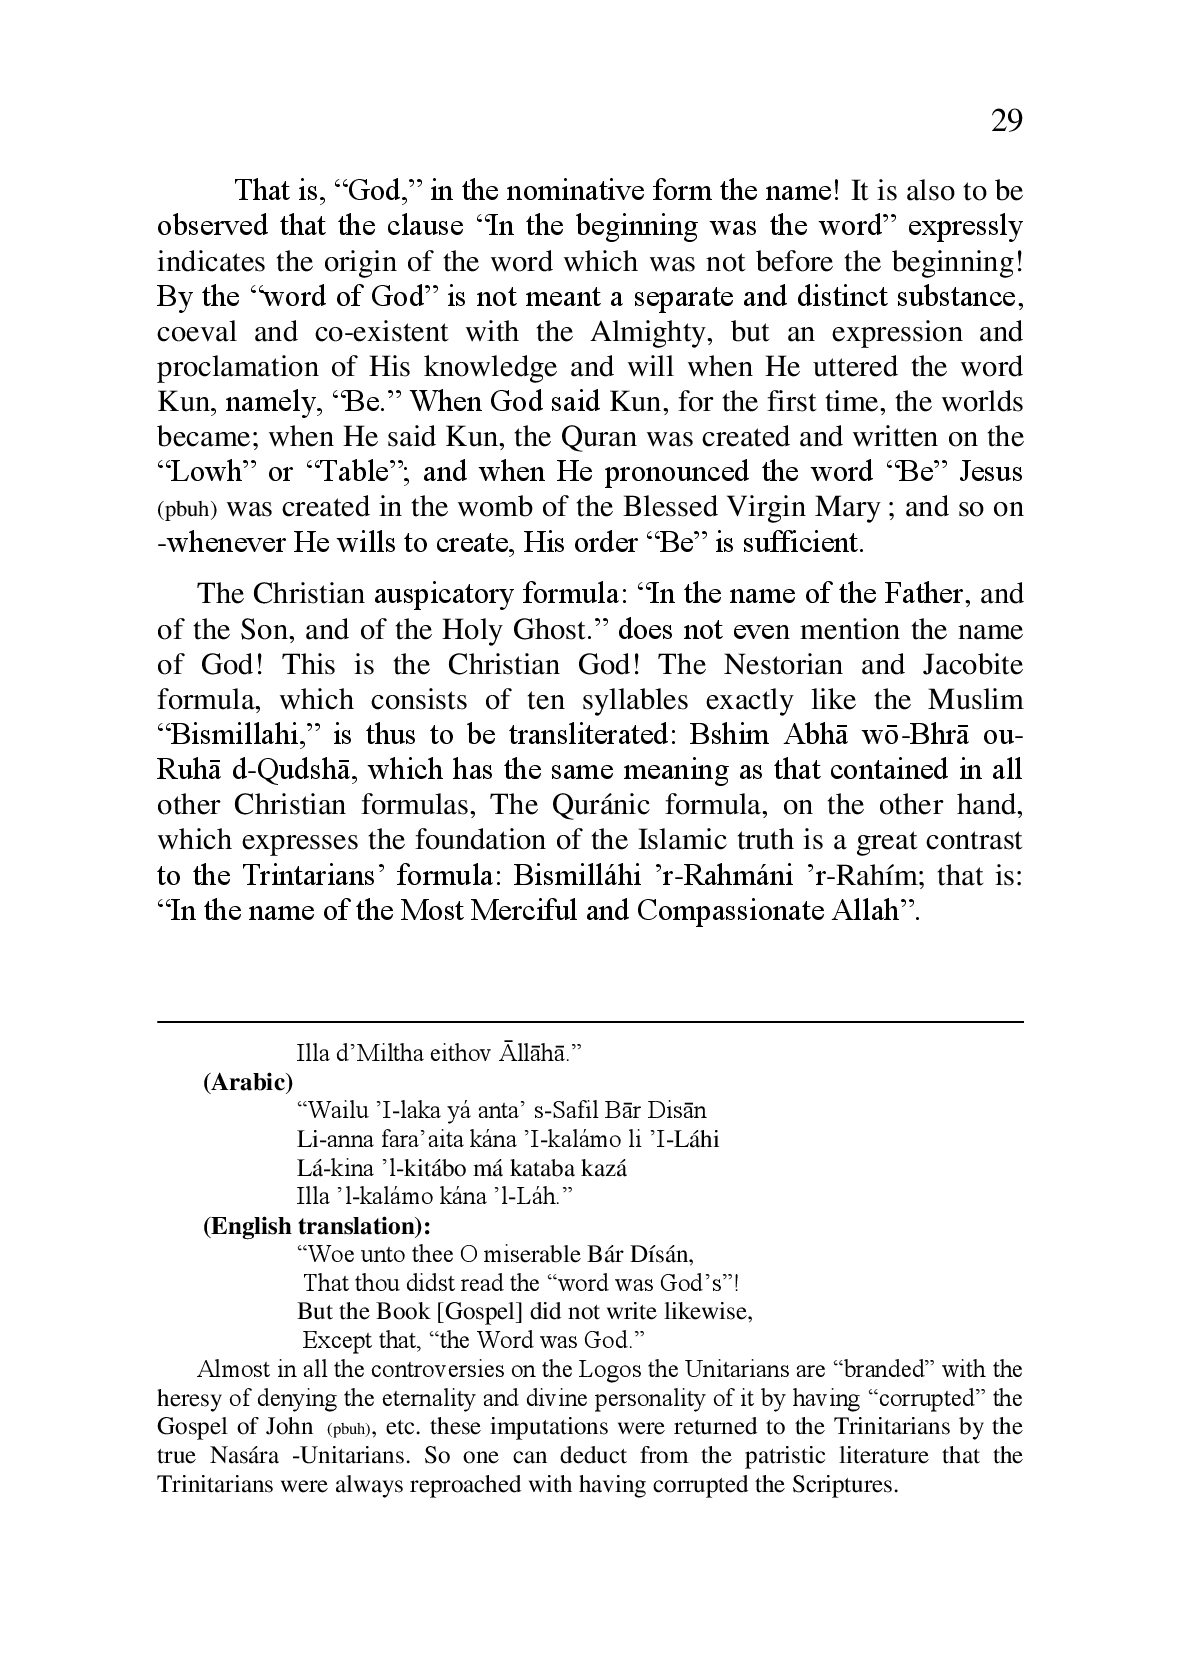 29
That is, “God,” in the nominative form the name! It is also to be
observed that the clause “In the beginning was the word” expressly
indicates the origin of the word which was not before the beginning!
By the “word of God” is not meant a separate and distinct substance,
coeval and co-existent with the Almighty, but an expression and
proclamation of His knowledge and will when He uttered the word
Kun, namely, “Be.” When God said Kun, for the first time, the worlds
became; when He said Kun, the Quran was created and written on the
“Lowh” or “Table”; and when He pronounced the word “Be” Jesus
(pbuh) was created in the womb of the Blessed Virgin Mary ; and so on
-whenever He wills to create, His order “Be” is sufficient.
The Christian auspicatory formula: “In the name of the Father, and
of the Son, and of the Holy Ghost.” does not even mention the name
of God! This is the Christian God! The Nestorian and Jacobite
formula, which consists of ten syllables exactly like the Muslim
“Bismillahi,” is thus to be transliterated: Bshim Abhā wō-Bhrā ou-
Ruhā d-Qudshā, which has the same meaning as that contained in all
other Christian formulas, The Quránic formula, on the other hand,
which expresses the foundation of the Islamic truth is a great contrast
to the Trintarians’ formula: Bismilláhi ’r-Rahmáni ’r-Rahím; that is:
“In the name of the Most Merciful and Compassionate Allah”.
Illa d’Miltha eithov Āllāhā.”
(Arabic)
“Wailu ’I-laka yá anta’ s-Safil Bār Disān
Li-anna fara’aita kána ’I-kalámo li ’I-Láhi
Lá-kina ’l-kitábo má kataba kazá
Illa ’l-kalámo kána ’l-Láh.”
(English translation):
“Woe unto thee O miserable Bár Dísán,
That thou didst read the “word was God’s”!
But the Book [Gospel] did not write likewise,
Except that, “the Word was God.”
Almost in all the controversies on the Logos the Unitarians are “branded” with the
heresy of denying the eternality and divine personality of it by having “corrupted” the
Gospel of John (pbuh), etc. these imputations were returned to the Trinitarians by the
true Nasára -Unitarians. So one can deduct from the patristic literature that the
Trinitarians were always reproached with having corrupted the Scriptures.